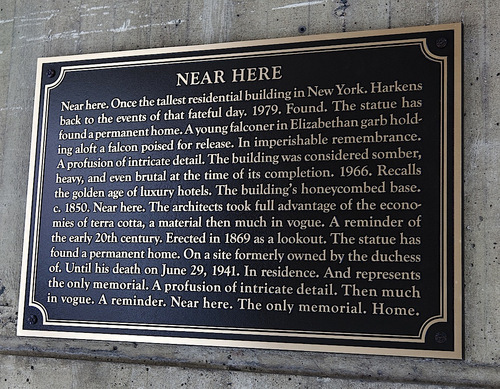 NEAR HERE
Near here. Once the tallest residential building in New York. Harkens
back to the events of that fateful day. 1979. Found. The statue has
found a permanent home. A young falconer in Elizabethan garb hold-
ing aloft a falcon poised for release. In imperishable remembrance.
A profusion of intricate detail. The building was considered somber,
heavy, and even brutal at the time of its completion. 1966. Recalls
the golden age of luxury hotels. The building's honeycombed base.
c. 1850. Near here. The architects took full advantage of the econo-
mies of terra cotta, a material then much in vogue. A reminder of
the early 20th century. Erected in 1869 as a lookout. The statue has
found a permanent home. On a site formerly owned by the duchess
of. Until his death on June 29, 1941. In residence. And represents
the only memorial. A profusion of intricate detail. Then much
in vogue. A reminder. Near here. The only memorial. Home.